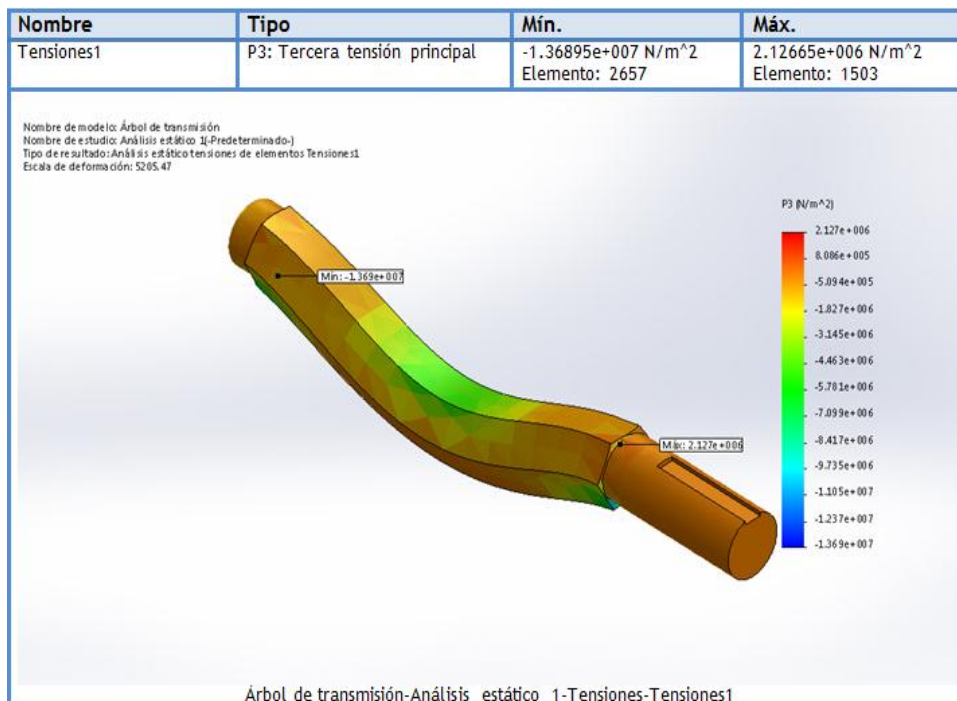 Nombre Tipo Mín. Máx.
Tensiones1 P3: Tercera tensión principal -1.36895e+007 N/m^2 2.12665e+006 N/m^2
Elemento: 2657 Elemento: 1503
Nombre de modelo: Árbol de transmisión
Nombre de estudio: Análisis estático 1(-Predeterminado-)
Tipo de resultado: Análisis estático tensiones de elementos Tensiones1
Escala de deformación: 5205.47
P3 (N/m^2)
2.127e+006
8.086e+005
-5.094e+005
-1.827e+006
-3.145e+006
-4.463e+006
-5.781e+006
-7.099e+006
-8.417e+006
-9.735e+006
-1.105e+007
-1.237e+007
-1.369e+007
Mín: -1.369e+007
Máx: 2.127e+006
Árbol de transmisión-Análisis estático 1-Tensiones-Tensiones1